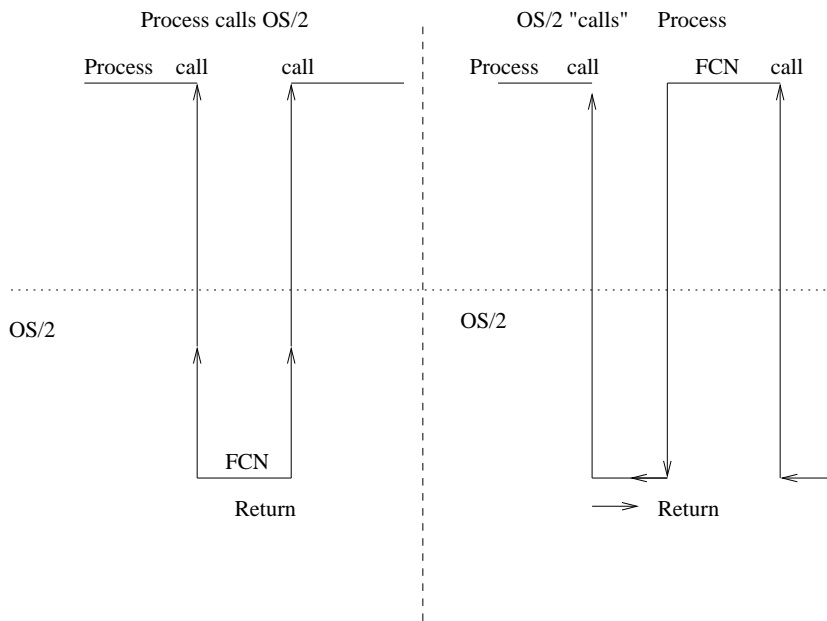 Process calls OS/2
Process call call
OS/2
FCN
Return
OS/2 "calls" Process
Process call FCN call
OS/2
Return